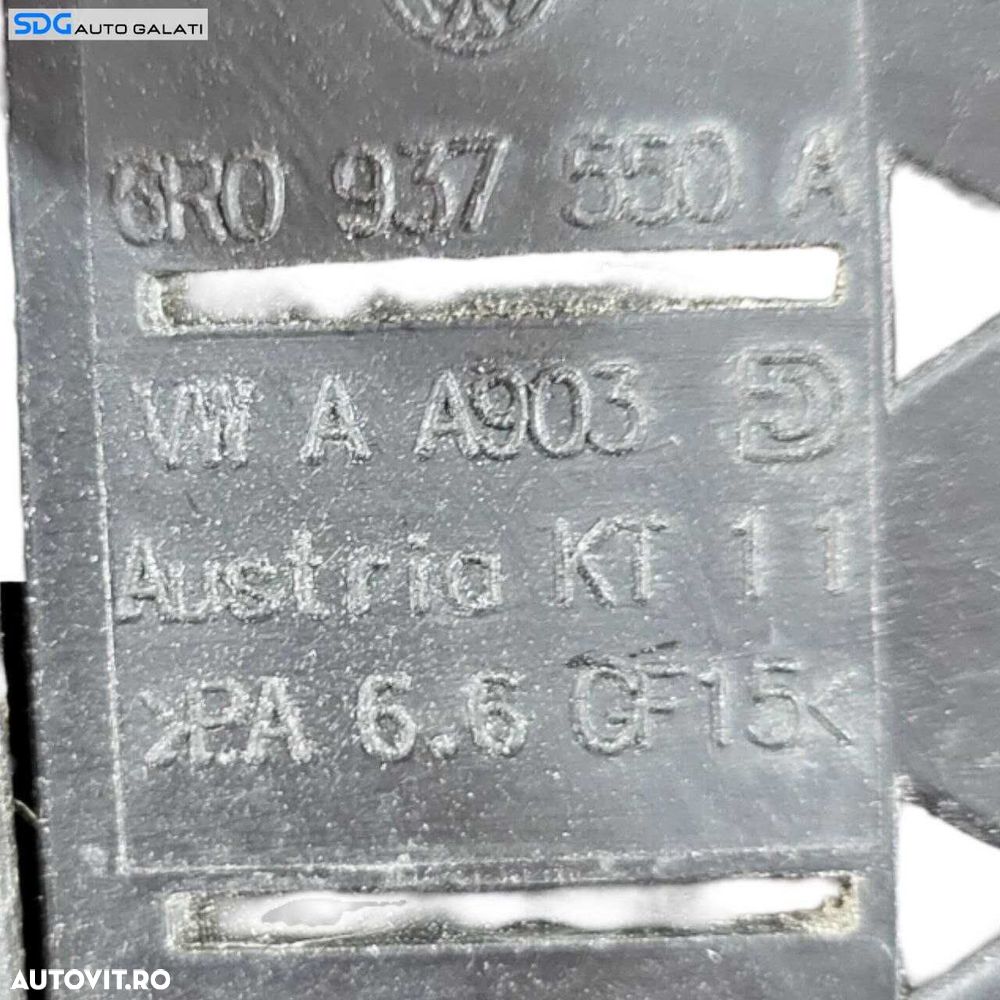 SDG AUTO GALATI
6R0 937 550 A
VW A A903
Austria KT 11
>PA 6.6 GF15<
AUTOVIT.RO